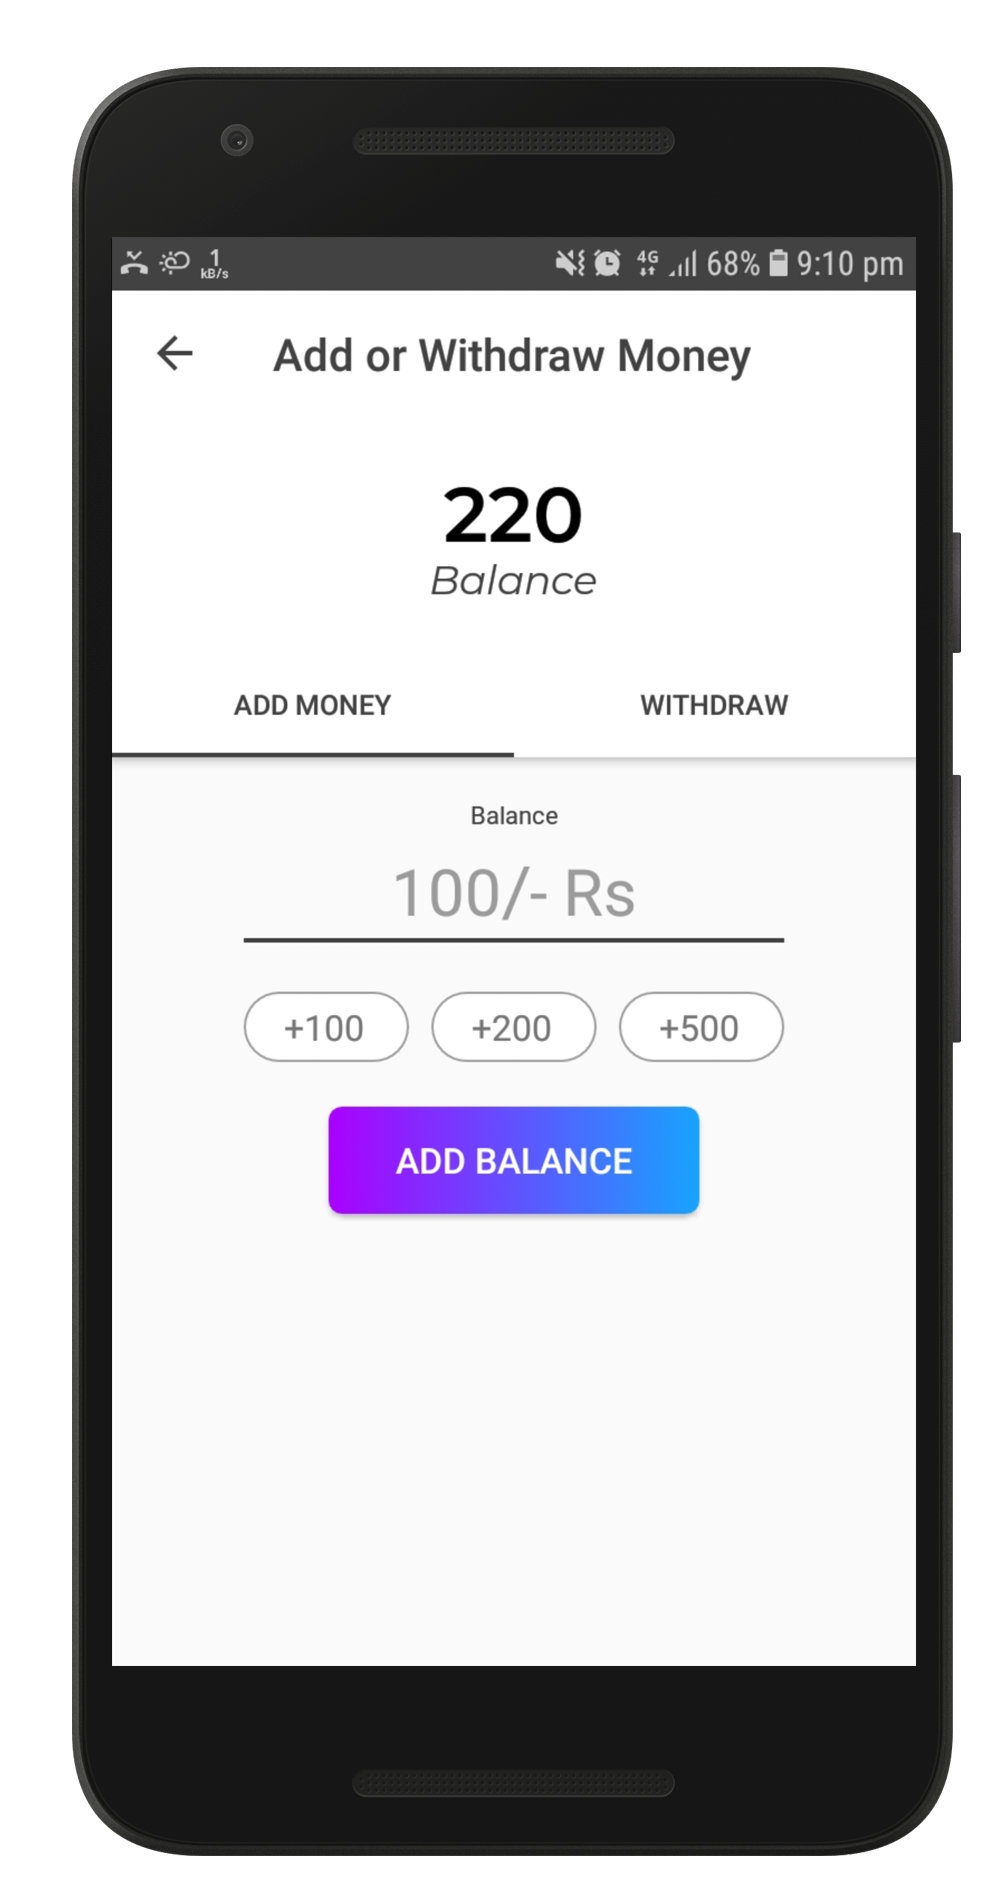 1
kB/s
4G 68% 9:10 pm
Add or Withdraw Money
220
Balance
ADD MONEY WITHDRAW
Balance
100/- Rs
+100 +200 +500
ADD BALANCE